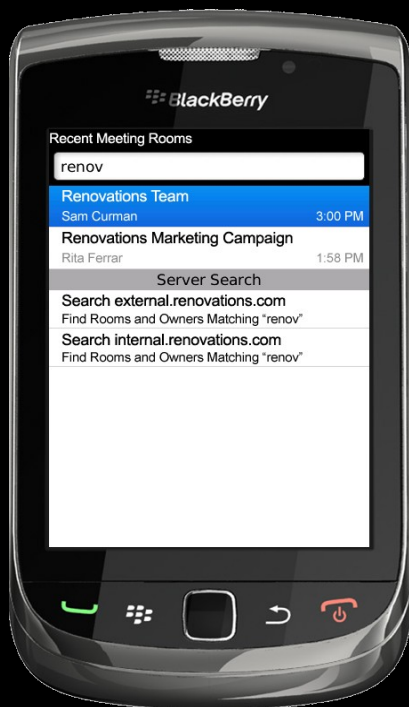 BlackBerry
Recent Meeting Rooms
renov
Renovations Team
Sam Curman 3:00 PM
Renovations Marketing Campaign
Rita Ferrar 1:58 PM
Server Search
Search external.renovations.com
Find Rooms and Owners Matching “renov”
Search internal.renovations.com
Find Rooms and Owners Matching “renov”